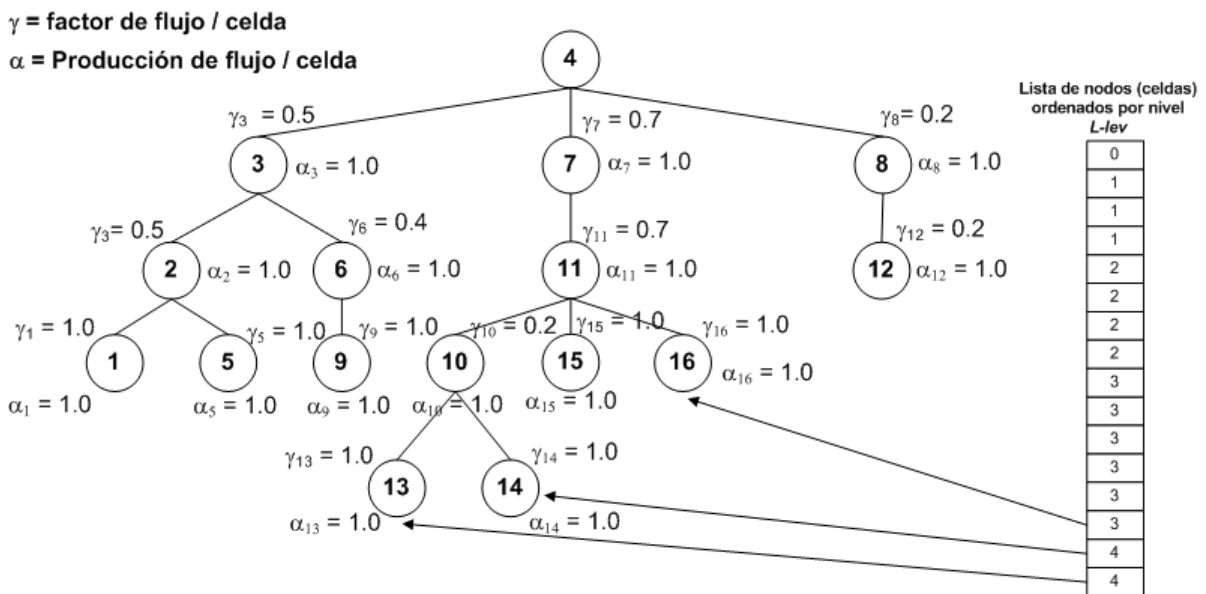 γ = factor de flujo / celda
α = Producción de flujo / celda
4
Lista de nodos (celdas)
ordenados por nivel
L-lev
γ3 = 0.5
γ7 = 0.7
γ8= 0.2
3
α3 = 1.0
7
α7 = 1.0
8
α8 = 1.0
γ3= 0.5
γ6 = 0.4
γ11 = 0.7
γ12 = 0.2
2
α2 = 1.0
6
α6 = 1.0
11
α11 = 1.0
12
α12 = 1.0
γ1 = 1.0
γ5 = 1.0
γ9 = 1.0
γ10 = 0.2
γ15 = 1.0
γ16 = 1.0
1
5
9
10
15
16
α16 = 1.0
α1 = 1.0
α5 = 1.0
α9 = 1.0
α10 = 1.0
α15 = 1.0
γ13 = 1.0
γ14 = 1.0
13
14
α13 = 1.0
α14 = 1.0
0
1
1
1
2
2
2
2
3
3
3
3
3
3
4
4